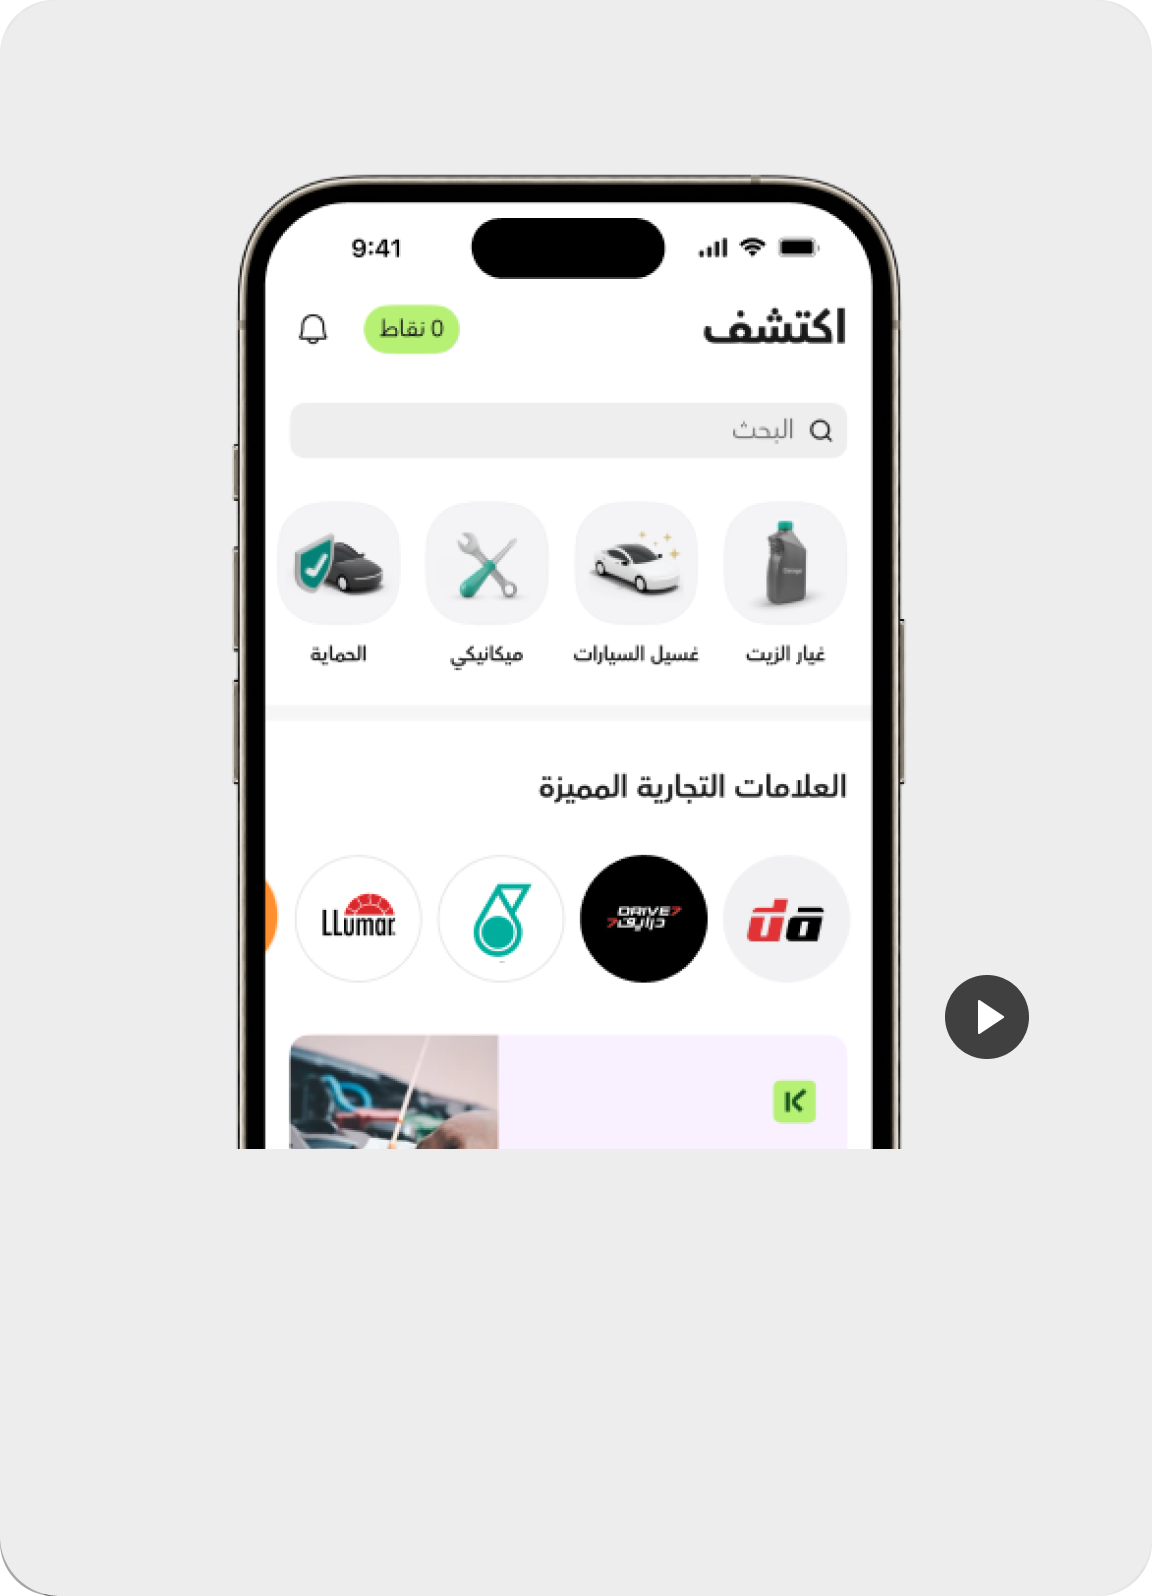 9:41
اكتشف
0 نقاط
البحث
غيار الزيت
غسيل السيارات
ميكانيكي
الحماية
العلامات التجارية المميزة
DRIVE7
درايف7
LLumar